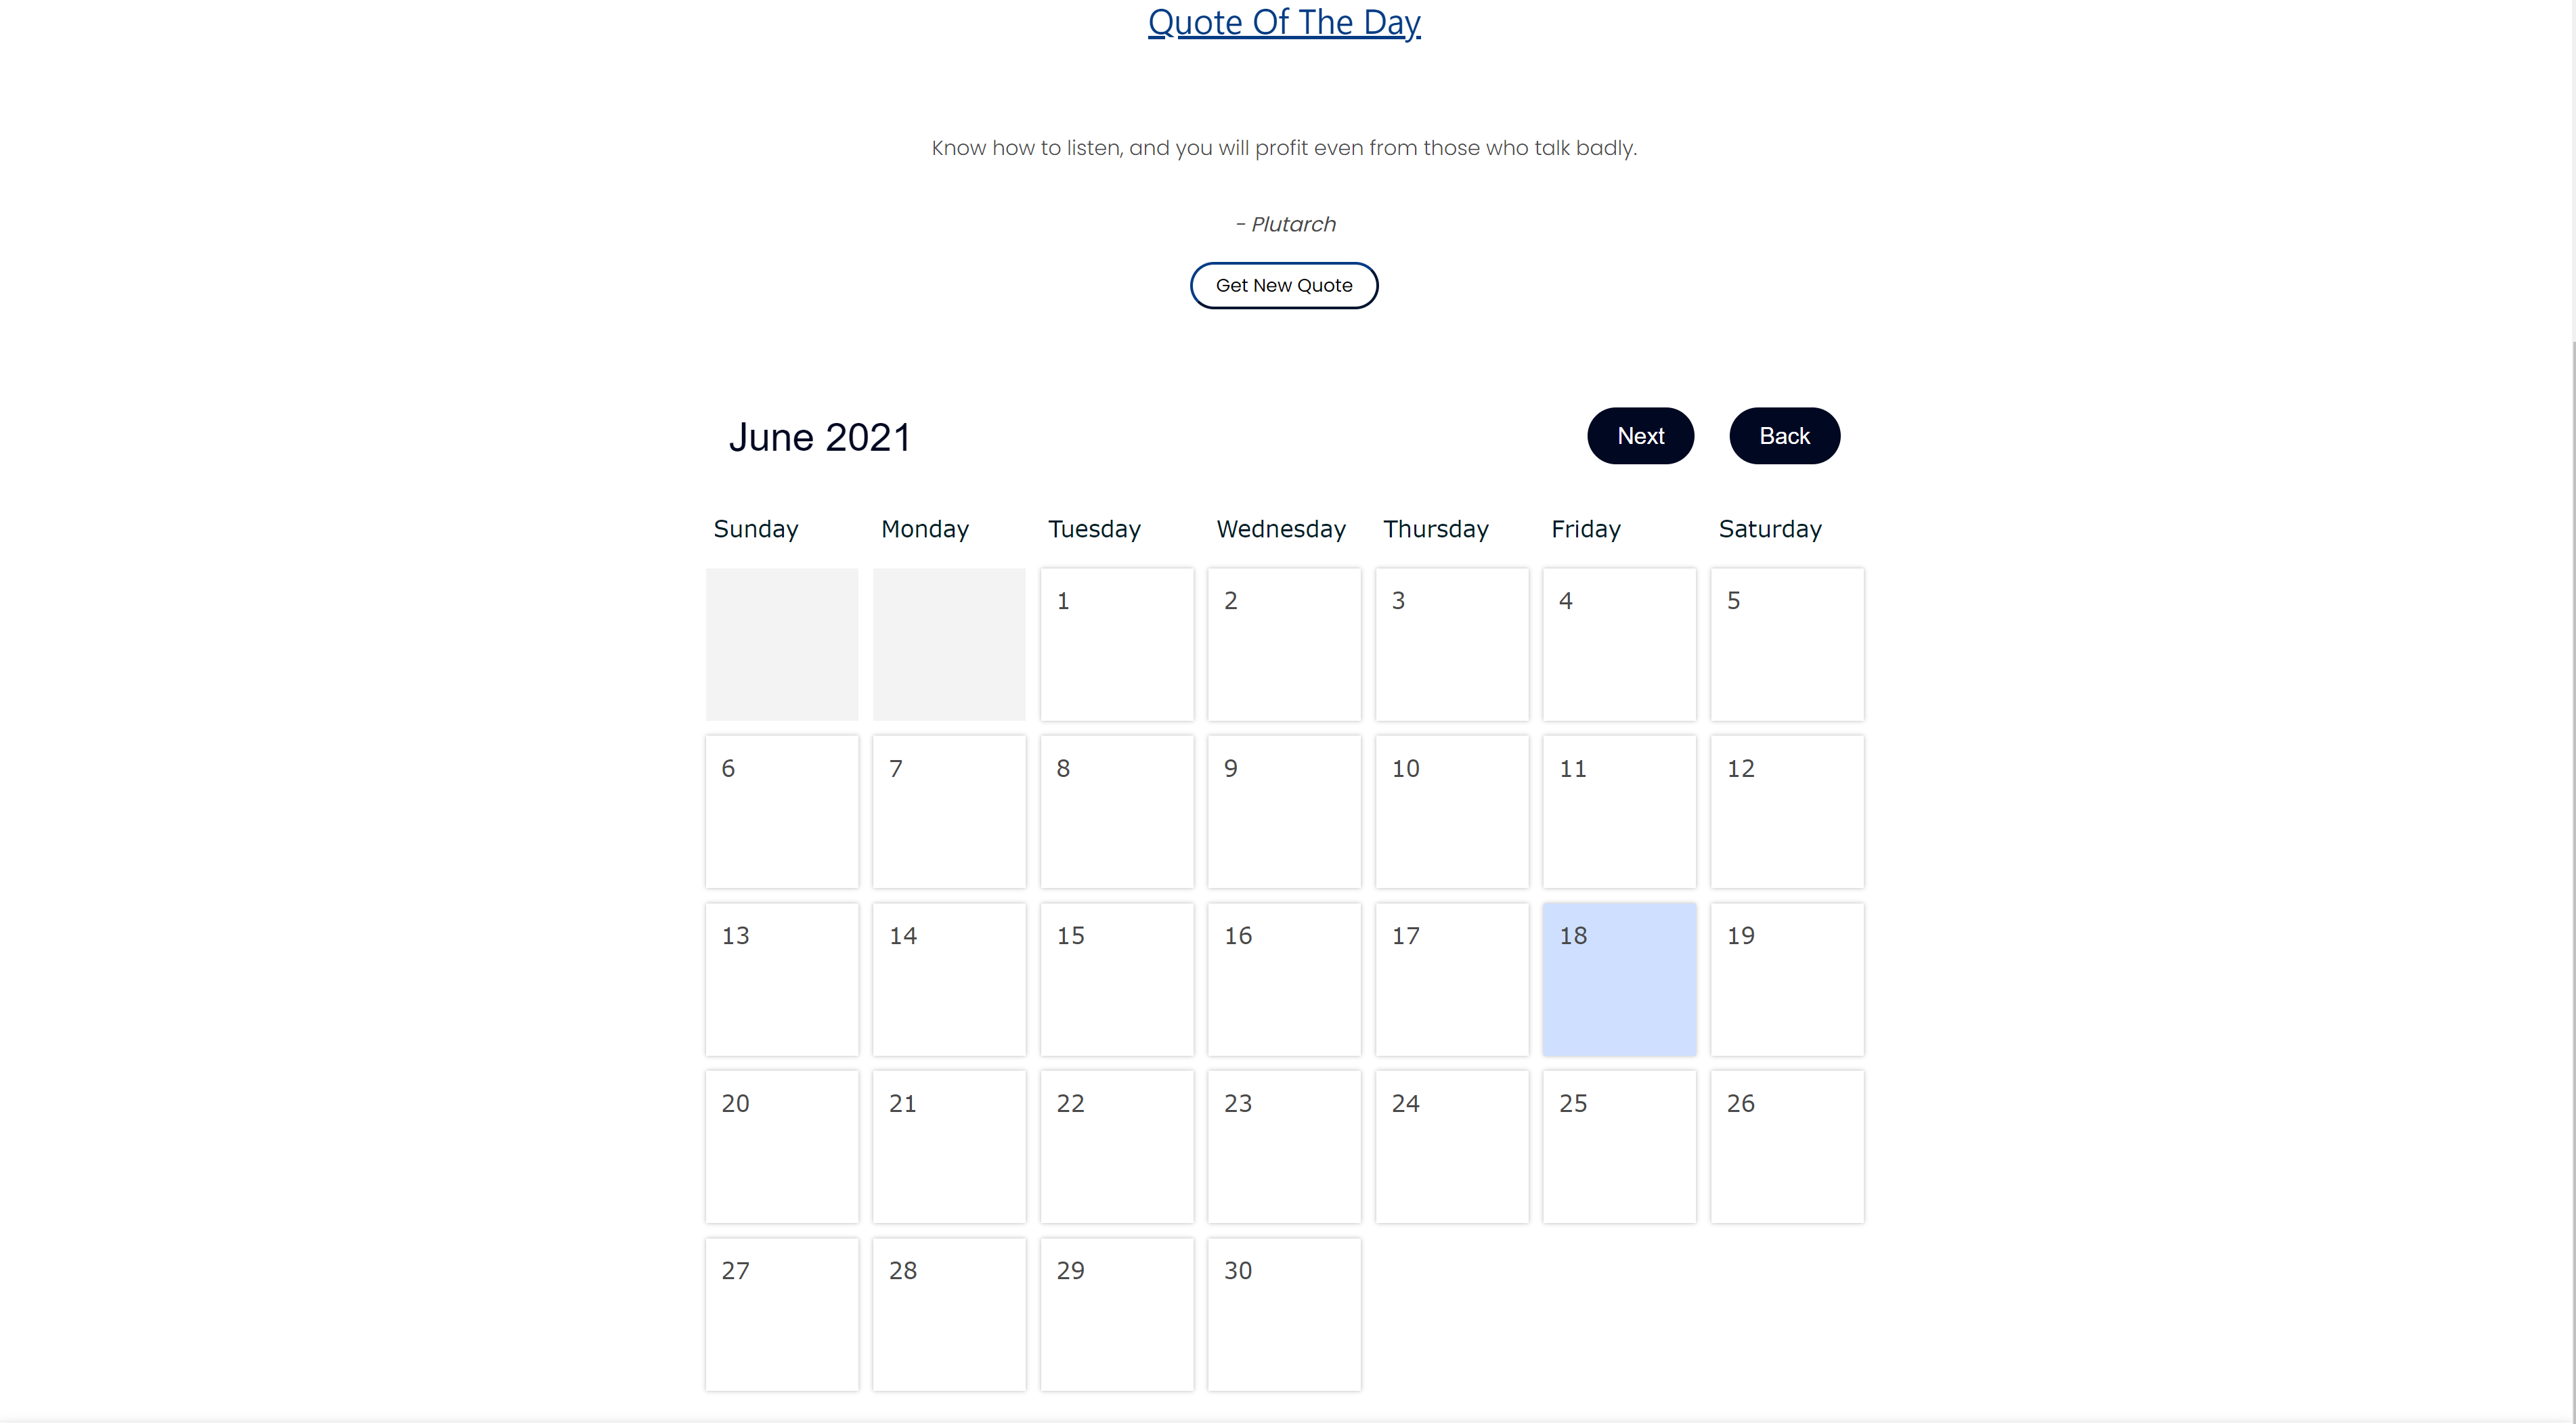 Quote Of The Day
Know how to listen, and you will profit even from those who talk badly.
- Plutarch
Get New Quote
June 2021 Next Back
Sunday Monday Tuesday Wednesday Thursday Friday Saturday
1 2 3 4 5
6 7 8 9 10 11 12
13 14 15 16 17 18 19
20 21 22 23 24 25 26
27 28 29 30